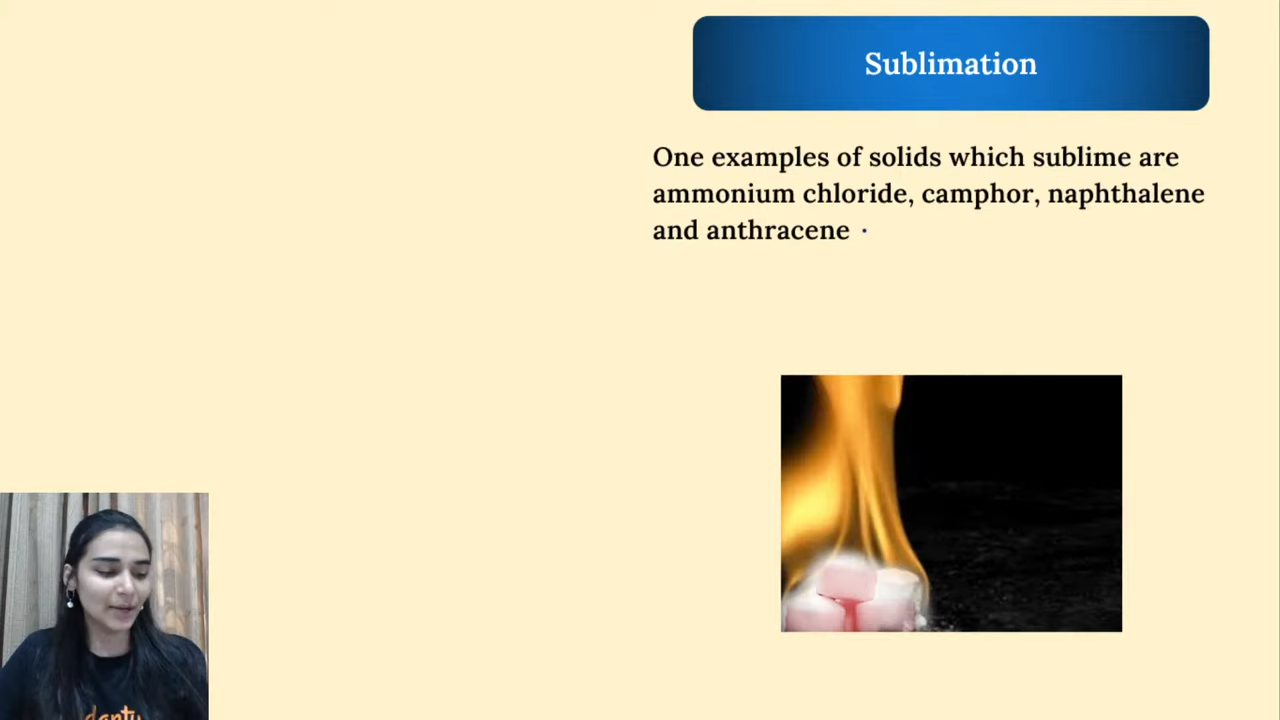 Sublimation
One examples of solids which sublime are
ammonium chloride, camphor, naphthalene
and anthracene